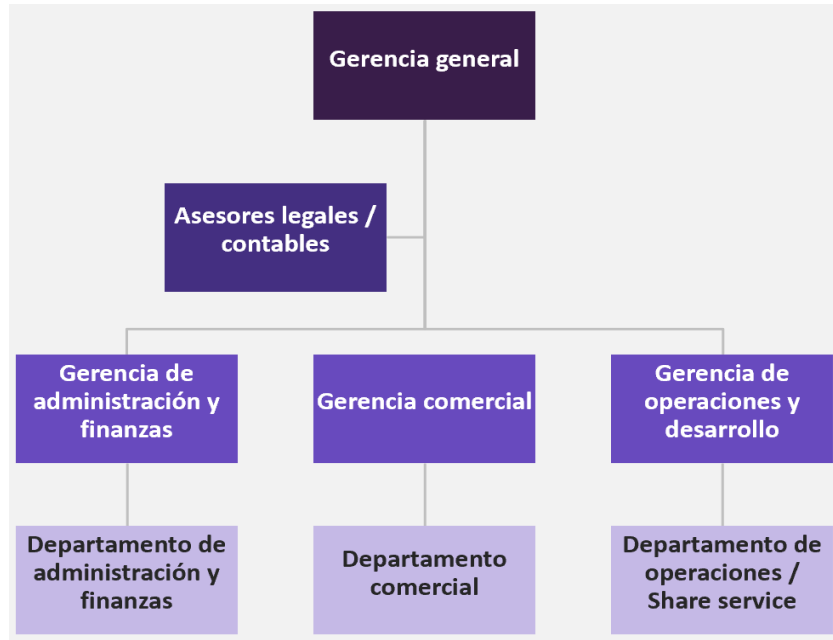 Gerencia general
Asesores legales /
contables
Gerencia de
administración y
finanzas
Gerencia comercial
Gerencia de
operaciones y
desarrollo
Departamento de
administración y
finanzas
Departamento
comercial
Departamento de
operaciones /
Share service